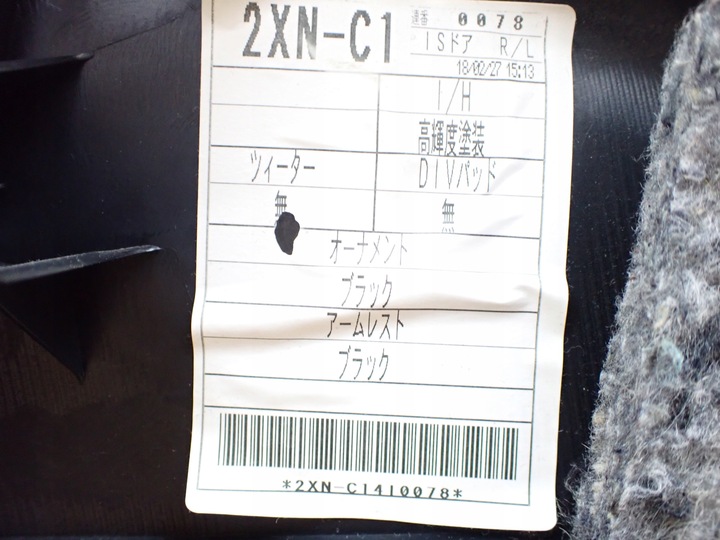 2XN-C1
連番 0078
ISドア R/L
18/02/27 15:13
I/H
高輝度塗装
ツィーター
DIVパッド
無
無
オーナメント
ブラック
アームレスト
ブラック
*2XN-C1410078*